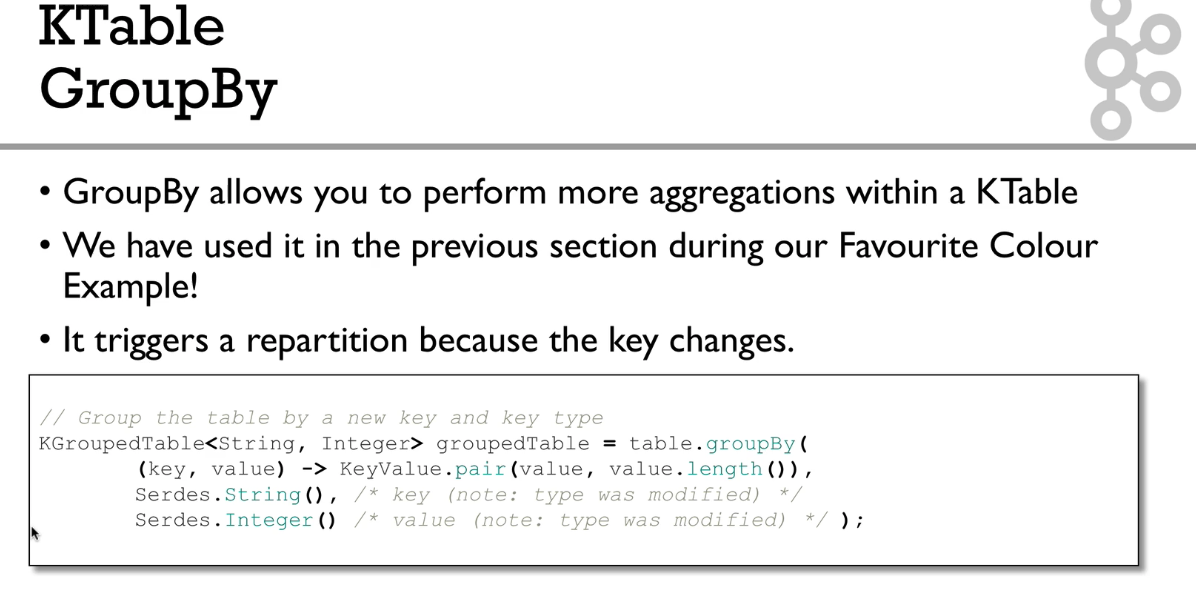 KTable
GroupBy
• GroupBy allows you to perform more aggregations within a KTable
• We have used it in the previous section during our Favourite Colour
Example!
• It triggers a repartition because the key changes.
// Group the table by a new key and key type
KGroupedTable<String, Integer> groupedTable = table.groupBy(
(key, value) -> KeyValue.pair(value, value.length()),
Serdes.String(), /* key (note: type was modified) */
Serdes.Integer() /* value (note: type was modified) */ );